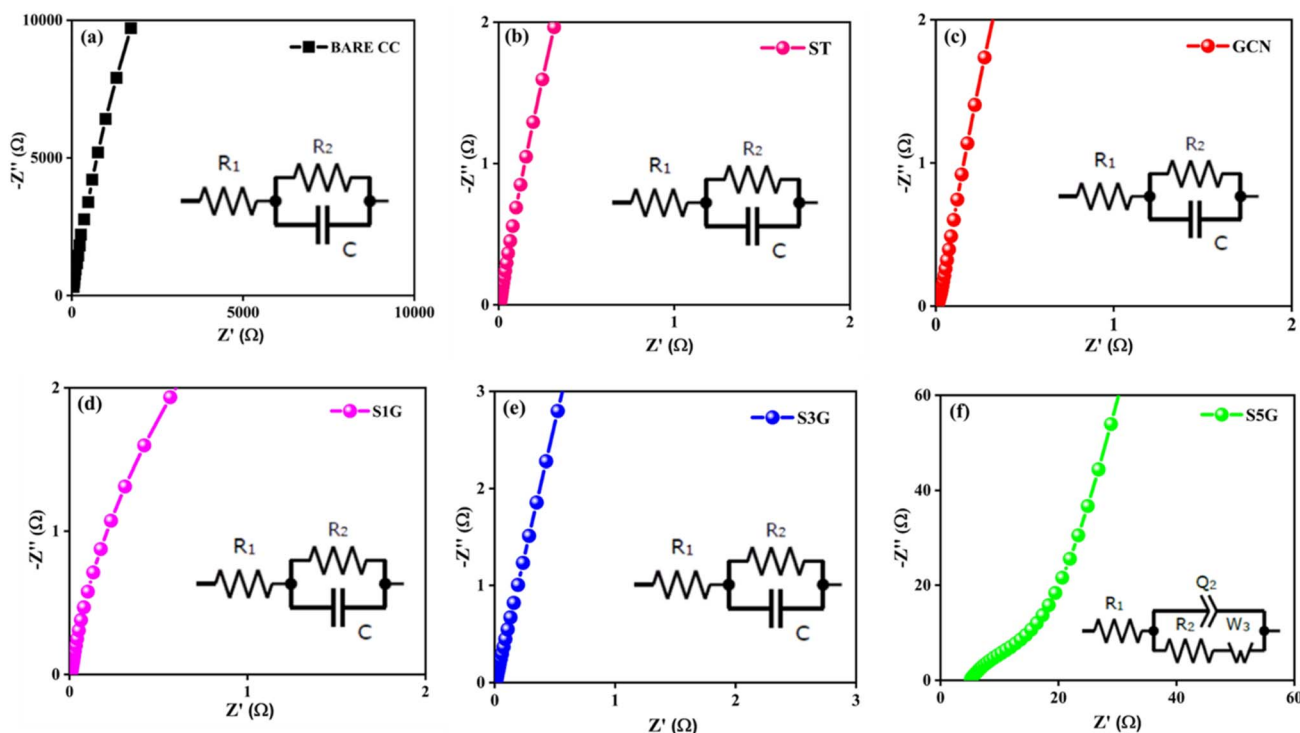 (a)
BARE CC
10000
5000
0
-Z'' (Ω)
R1
R2
C
0
5000
10000
Z' (Ω)
(b)
ST
2
1
0
-Z'' (Ω)
R1
R2
C
0
1
2
Z' (Ω)
(c)
GCN
2
1
0
-Z'' (Ω)
R1
R2
C
0
1
2
Z' (Ω)
(d)
S1G
2
1
0
-Z'' (Ω)
R1
R2
C
0
1
2
Z' (Ω)
(e)
S3G
3
2
1
0
-Z'' (Ω)
R1
R2
C
0
1
2
3
Z' (Ω)
(f)
S5G
60
40
20
0
-Z'' (Ω)
Q2
R1
R2
W3
0
20
40
60
Z' (Ω)